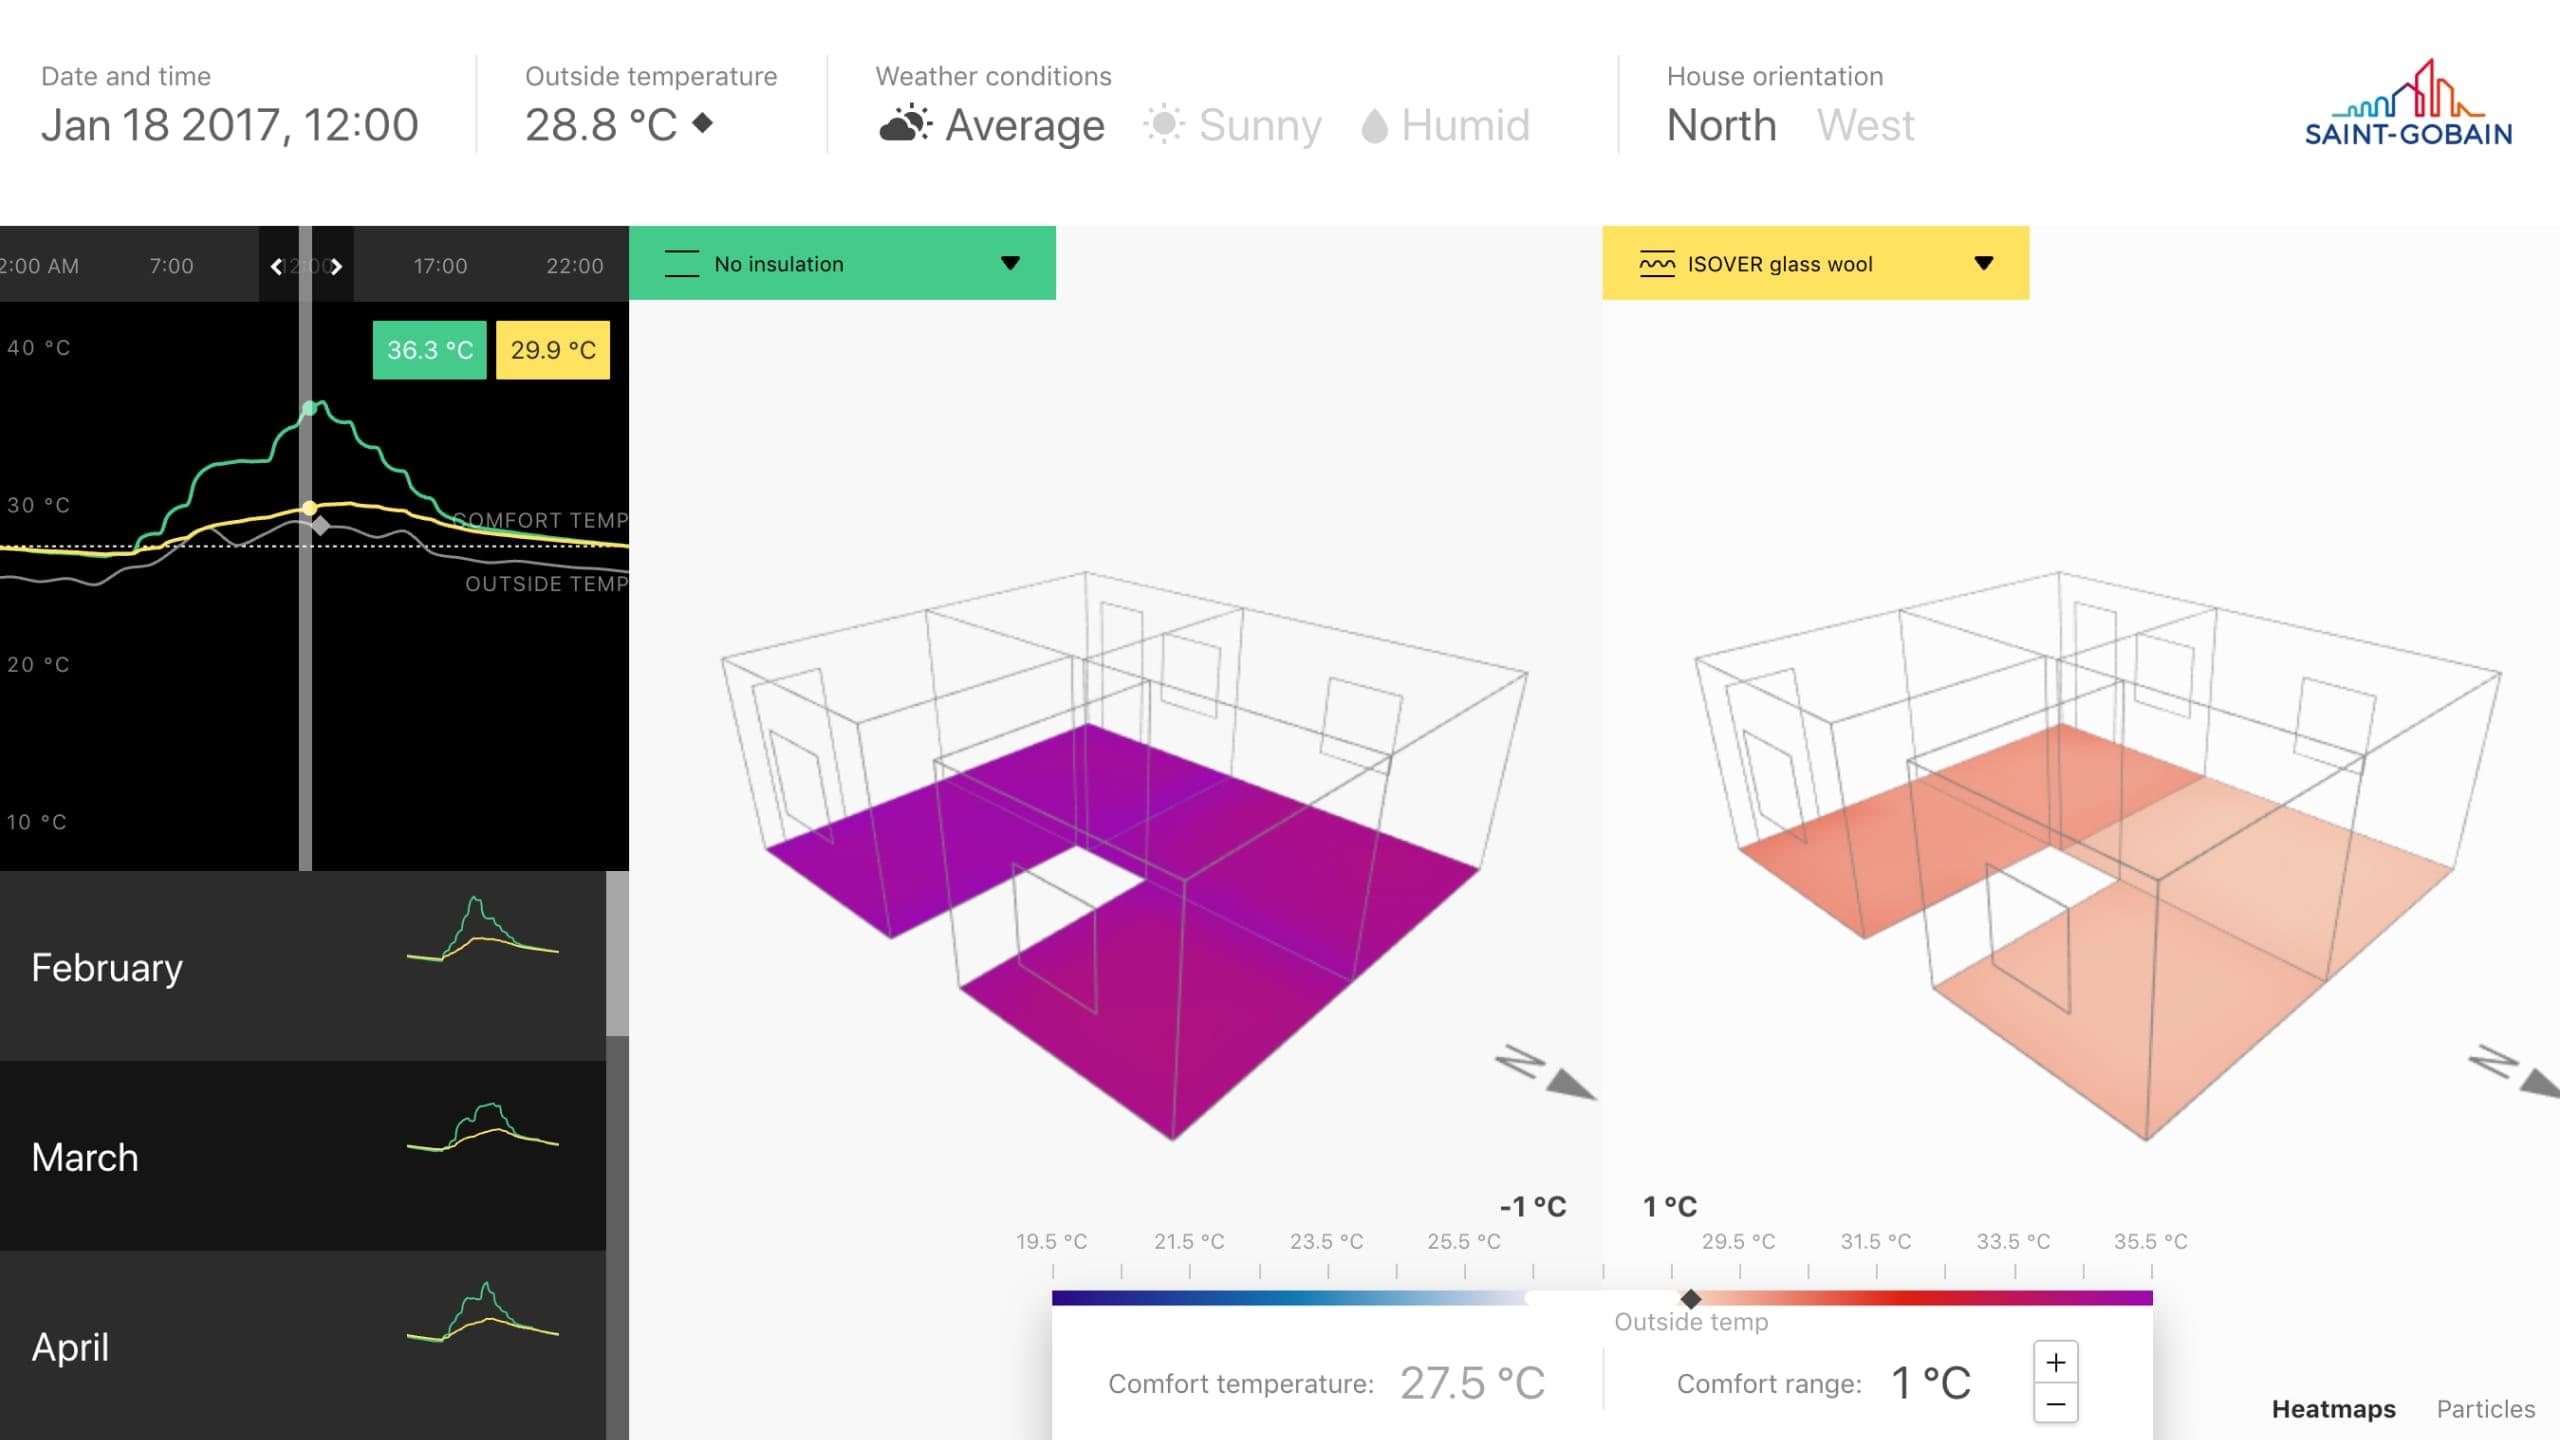 Date and time
Jan 18 2017, 12:00
Outside temperature
28.8 °C
Weather conditions
Average Sunny Humid
House orientation
North West
SAINT-GOBAIN
2:00 AM 7:00 12:00 17:00 22:00
No insulation
ISOVER glass wool
40 °C
36.3 °C 29.9 °C
30 °C
COMFORT TEMP
OUTSIDE TEMP
20 °C
10 °C
February
March
April
N
N
-1 °C 1 °C
19.5 °C 21.5 °C 23.5 °C 25.5 °C 29.5 °C 31.5 °C 33.5 °C 35.5 °C
Outside temp
Comfort temperature: 27.5 °C
Comfort range: 1 °C
+
−
Heatmaps Particles